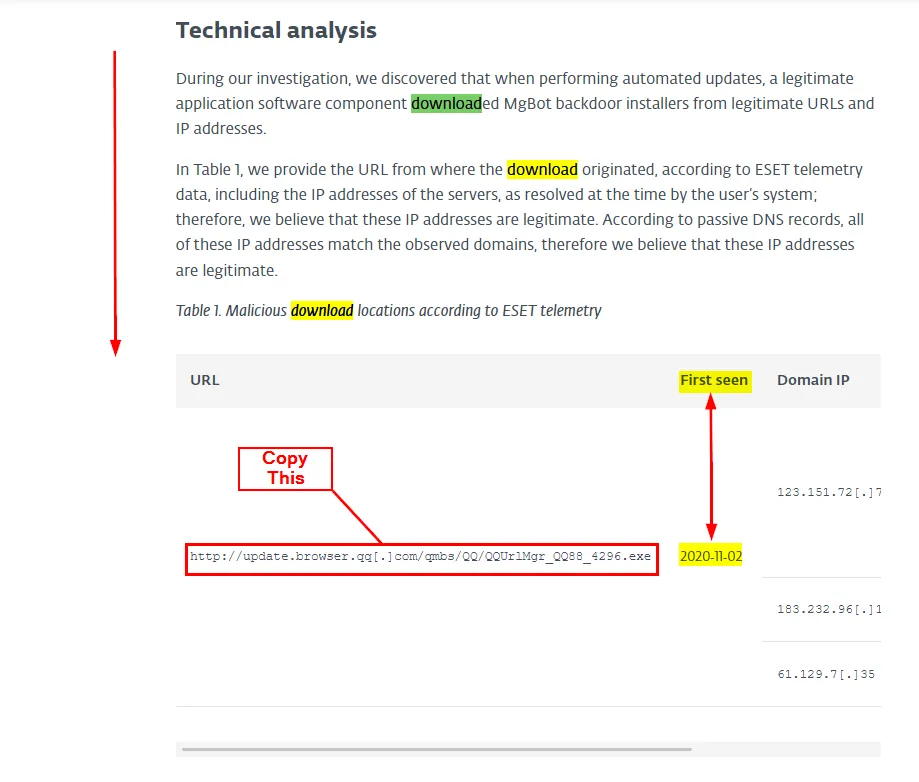 Technical analysis
During our investigation, we discovered that when performing automated updates, a legitimate
application software component downloaded MgBot backdoor installers from legitimate URLs and
IP addresses.
In Table 1, we provide the URL from where the download originated, according to ESET telemetry
data, including the IP addresses of the servers, as resolved at the time by the user’s system;
therefore, we believe that these IP addresses are legitimate. According to passive DNS records, all
of these IP addresses match the observed domains, therefore we believe that these IP addresses
are legitimate.
Table 1. Malicious download locations according to ESET telemetry
URL First seen Domain IP
Copy
This
123.151.72[.]7
http://update.browser.qq[.]com/qmbs/QQ/QQUrlMgr_QQ88_4296.exe 2020-11-02
183.232.96[.]1
61.129.7[.]35